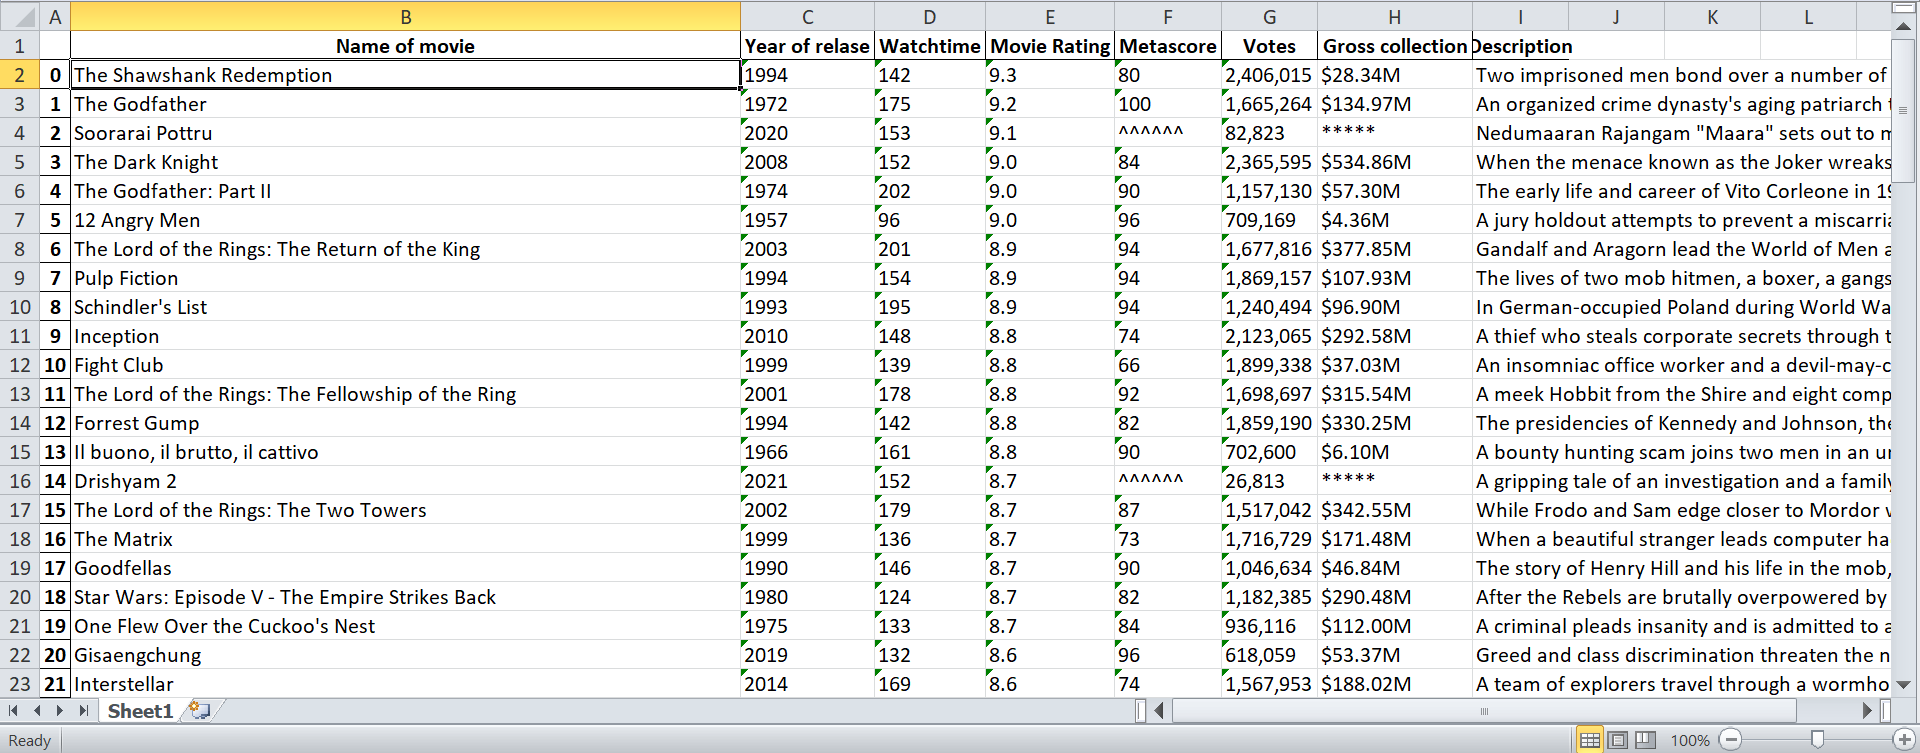 A B C D E F G H I J K L
1 Name of movie Year of relase Watchtime Movie Rating Metascore Votes Gross collection Description
2 0 The Shawshank Redemption 1994 142 9.3 80 2,406,015 $28.34M Two imprisoned men bond over a number of
3 1 The Godfather 1972 175 9.2 100 1,665,264 $134.97M An organized crime dynasty's aging patriarch
4 2 Soorarai Pottru 2020 153 9.1 ^^^^^^ 82,823 ***** Nedumaaran Rajangam "Maara" sets out to
5 3 The Dark Knight 2008 152 9.0 84 2,365,595 $534.86M When the menace known as the Joker wreaks
6 4 The Godfather: Part II 1974 202 9.0 90 1,157,130 $57.30M The early life and career of Vito Corleone in
7 5 12 Angry Men 1957 96 9.0 96 709,169 $4.36M A jury holdout attempts to prevent a
8 6 The Lord of the Rings: The Return of the King 2003 201 8.9 94 1,677,816 $377.85M Gandalf and Aragorn lead the World of Men
9 7 Pulp Fiction 1994 154 8.9 94 1,869,157 $107.93M The lives of two mob hitmen, a boxer, a gangs
10 8 Schindler's List 1993 195 8.9 94 1,240,494 $96.90M In German-occupied Poland during World Wa
11 9 Inception 2010 148 8.8 74 2,123,065 $292.58M A thief who steals corporate secrets through
12 10 Fight Club 1999 139 8.8 66 1,899,338 $37.03M An insomniac office worker and a devil-may-c
13 11 The Lord of the Rings: The Fellowship of the Ring 2001 178 8.8 92 1,698,697 $315.54M A meek Hobbit from the Shire and eight comp
14 12 Forrest Gump 1994 142 8.8 82 1,859,190 $330.25M The presidencies of Kennedy and Johnson, the
15 13 Il buono, il brutto, il cattivo 1966 161 8.8 90 702,600 $6.10M A bounty hunting scam joins two men in an
16 14 Drishyam 2 2021 152 8.7 ^^^^^^ 26,813 ***** A gripping tale of an investigation and a family
17 15 The Lord of the Rings: The Two Towers 2002 179 8.7 87 1,517,042 $342.55M While Frodo and Sam edge closer to Mordor
18 16 The Matrix 1999 136 8.7 73 1,716,729 $171.48M When a beautiful stranger leads computer ha
19 17 Goodfellas 1990 146 8.7 90 1,046,634 $46.84M The story of Henry Hill and his life in the mob,
20 18 Star Wars: Episode V - The Empire Strikes Back 1980 124 8.7 82 1,182,385 $290.48M After the Rebels are brutally overpowered by
21 19 One Flew Over the Cuckoo's Nest 1975 133 8.7 84 936,116 $112.00M A criminal pleads insanity and is admitted to
22 20 Gisaengchung 2019 132 8.6 96 618,059 $53.37M Greed and class discrimination threaten the n
23 21 Interstellar 2014 169 8.6 74 1,567,953 $188.02M A team of explorers travel through a wormho
Sheet1
Ready 100%